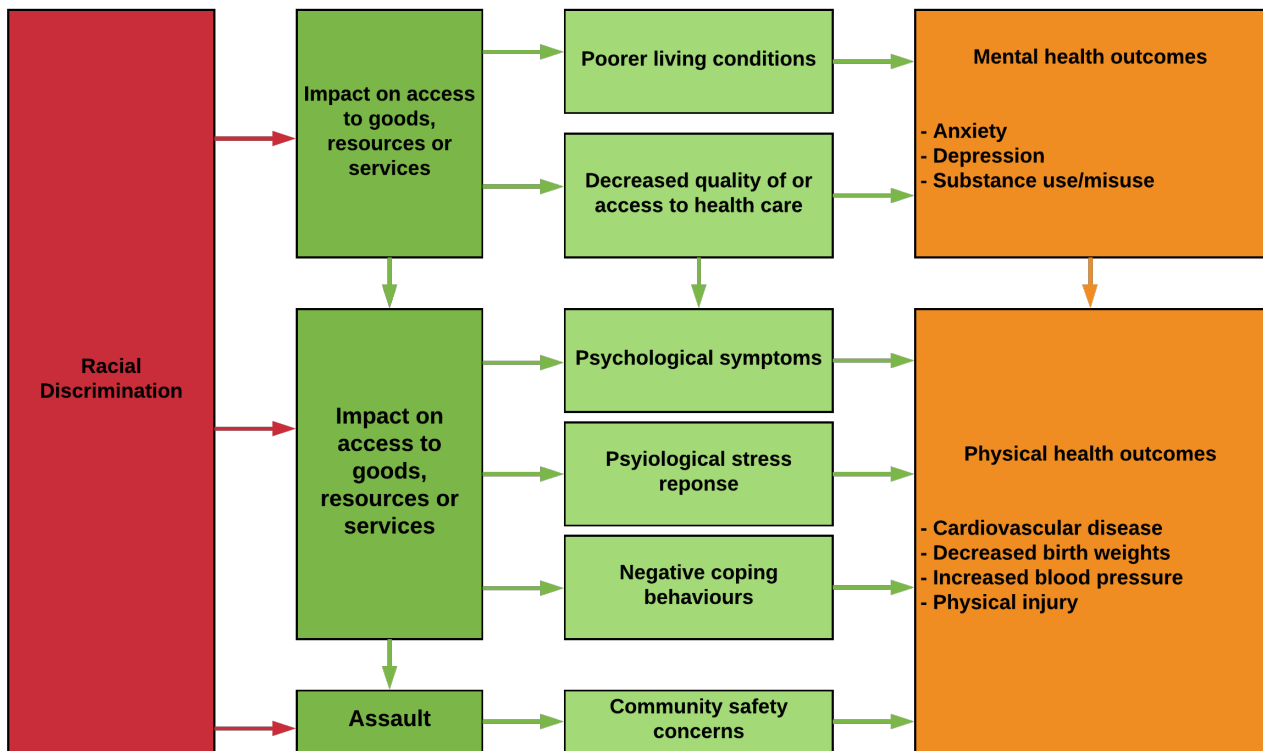 Racial
Discrimination
Impact on access
to goods,
resources or
services
Impact on
access to
goods,
resources or
services
Assault
Poorer living conditions
Decreased quality of or
access to health care
Psychological symptoms
Psyiological stress
reponse
Negative coping
behaviours
Community safety
concerns
Mental health outcomes
- Anxiety
- Depression
- Substance use/misuse
Physical health outcomes
- Cardiovascular disease
- Decreased birth weights
- Increased blood pressure
- Physical injury